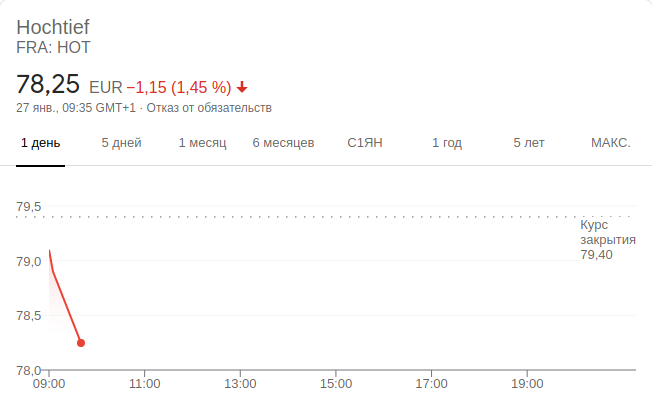 Hochtief
FRA: HOT
78,25 EUR −1,15 (1,45 %)
27 янв., 09:35 GMT+1 · Отказ от обязательств
1 день 5 дней 1 месяц 6 месяцев С1ЯН 1 год 5 лет МАКС.
79,5
Курс
закрытия
79,40
79,0
78,5
78,0
09:00 11:00 13:00 15:00 17:00 19:00